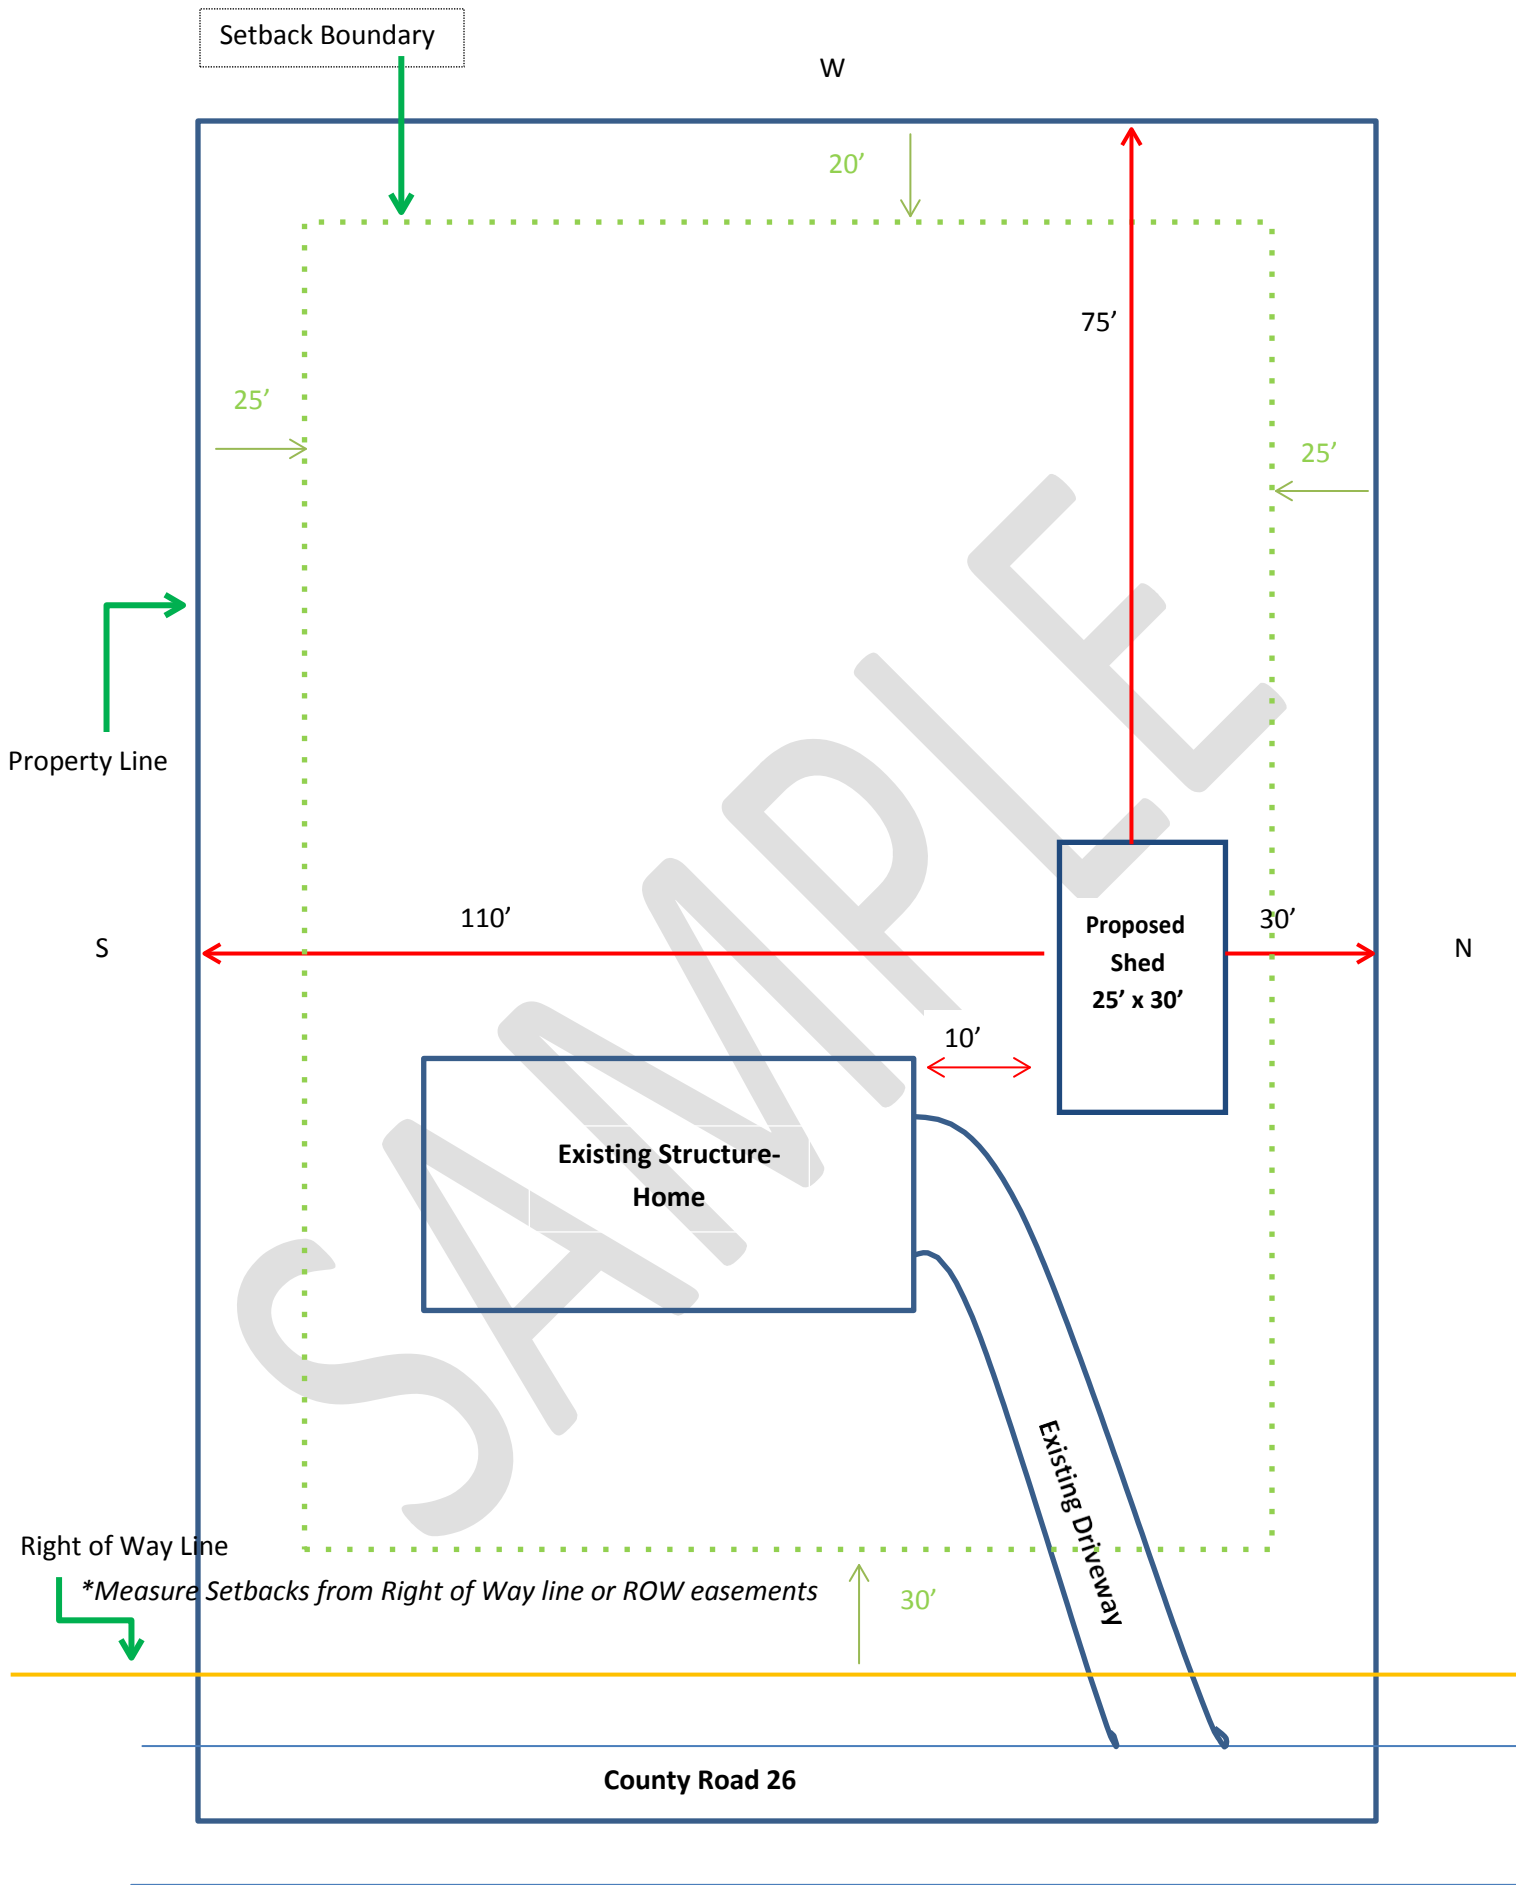 Setback Boundary
W
20’
75’
25’
25’
Property Line
110’
Proposed
Shed
25’ x 30’
30’
S
N
10’
Existing Structure-
Home
Existing Driveway
Right of Way Line
*Measure Setbacks from Right of Way line or ROW easements
30’
County Road 26
SAMPLE